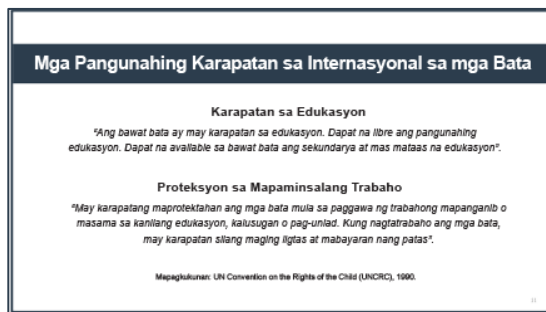 Mga Pangunahing Karapatan sa Internasyonal sa mga Bata
Karapatan sa Edukasyon
"Ang bawat bata ay may karapatan sa edukasyon. Dapat na libre ang pangunahing
edukasyon. Dapat na available sa bawat bata ang sekundarya at mas mataas na edukasyon".
Proteksyon sa Mapaminsalang Trabaho
"May karapatang maprotektahan ang mga bata mula sa paggawa ng trabahong mapanganib o
masama sa kanilang edukasyon, kalusugan o pag-unlad. Kung nagtatrabaho ang mga bata,
may karapatan silang maging ligtas at mabayaran nang patas".
Mapagkukunan: UN Convention on the Rights of the Child (UNCRC), 1990.